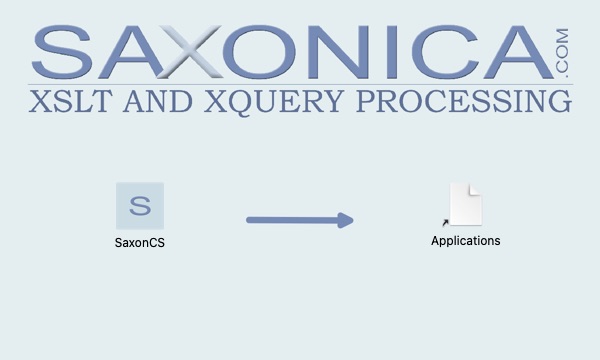 SAXONICA.COM
XSLT AND XQUERY PROCESSING
S
SaxonCS
Applications